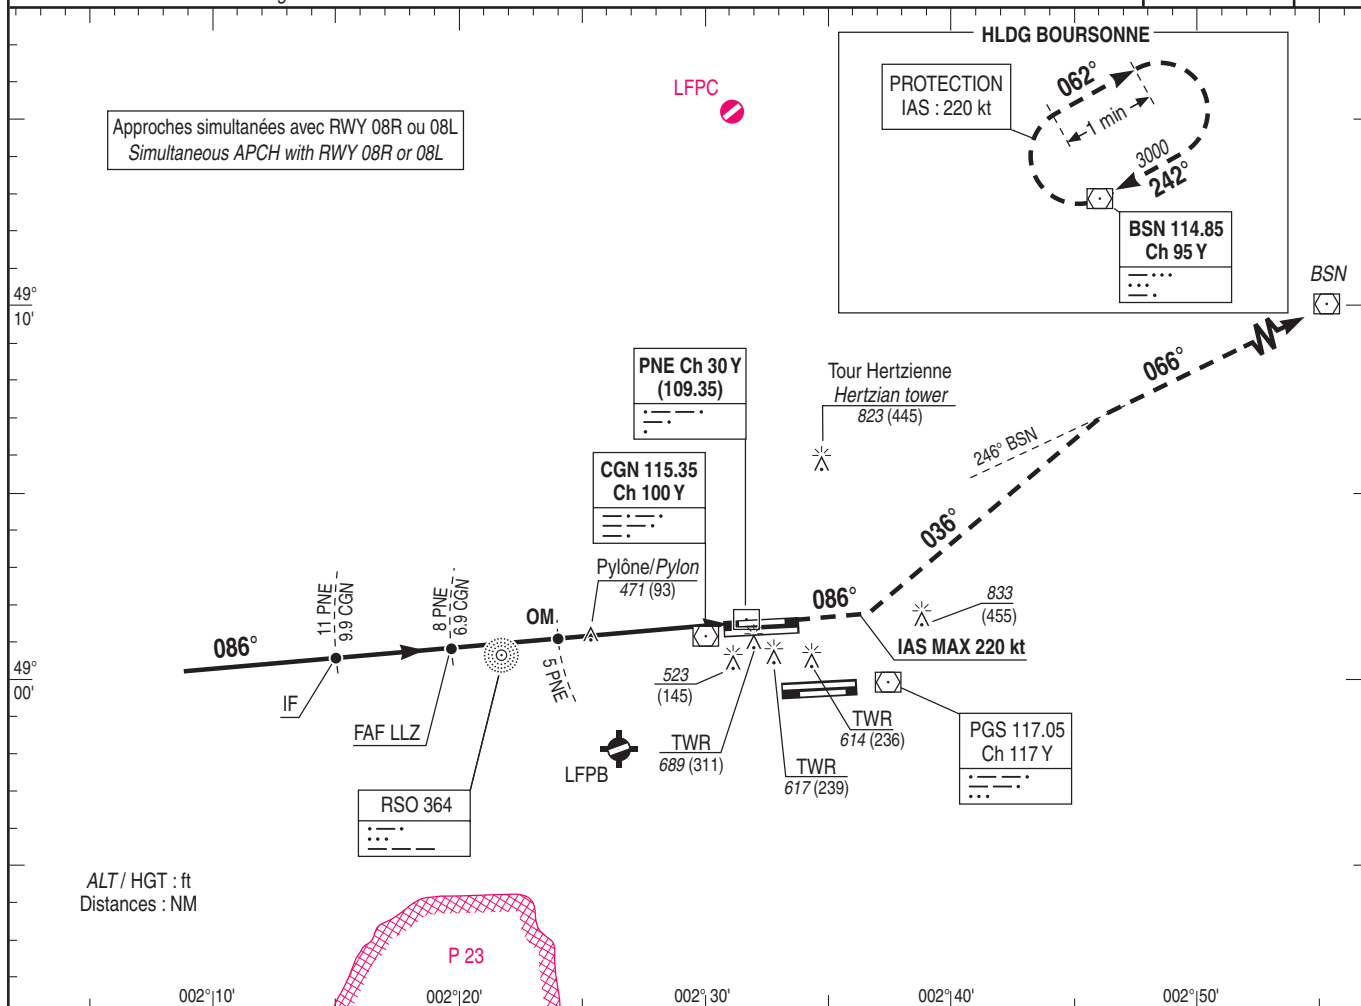 HLDG BOURSONNE
PROTECTION
IAS : 220 kt
062°
1 min
3000
242°
BSN 114.85
Ch 95 Y
LFPC
Approches simultanées avec RWY 08R ou 08L
Simultaneous APCH with RWY 08R or 08L
49°
10'
BSN
066°
246° BSN
036°
PNE Ch 30 Y
(109.35)
Tour Hertzienne
Hertzian tower
823 (445)
CGN 115.35
Ch 100 Y
Pylône/Pylon
471 (93)
11 PNE
9.9 CGN
8 PNE
6.9 CGN
OM
5 PNE
086°
086°
833
(455)
IAS MAX 220 kt
49°
00'
IF
FAF LLZ
523
(145)
TWR
689 (311)
TWR
617 (239)
TWR
614 (236)
PGS 117.05
Ch 117 Y
LFPB
RSO 364
ALT / HGT : ft
Distances : NM
P 23
002°10'
002°20'
002°30'
002°40'
002°50'